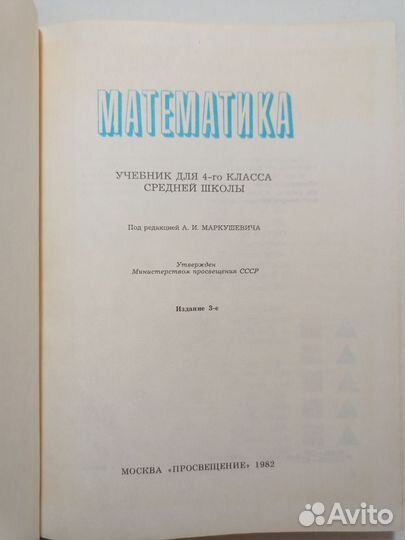 МАТЕМАТИКА
УЧЕБНИК ДЛЯ 4-го КЛАССА
СРЕДНЕЙ ШКОЛЫ
Под редакцией А. И. МАРКУШЕВИЧА
Утвержден
Министерством просвещения СССР
Издание 3-е
МОСКВА «ПРОСВЕЩЕНИЕ» 1982
Avito